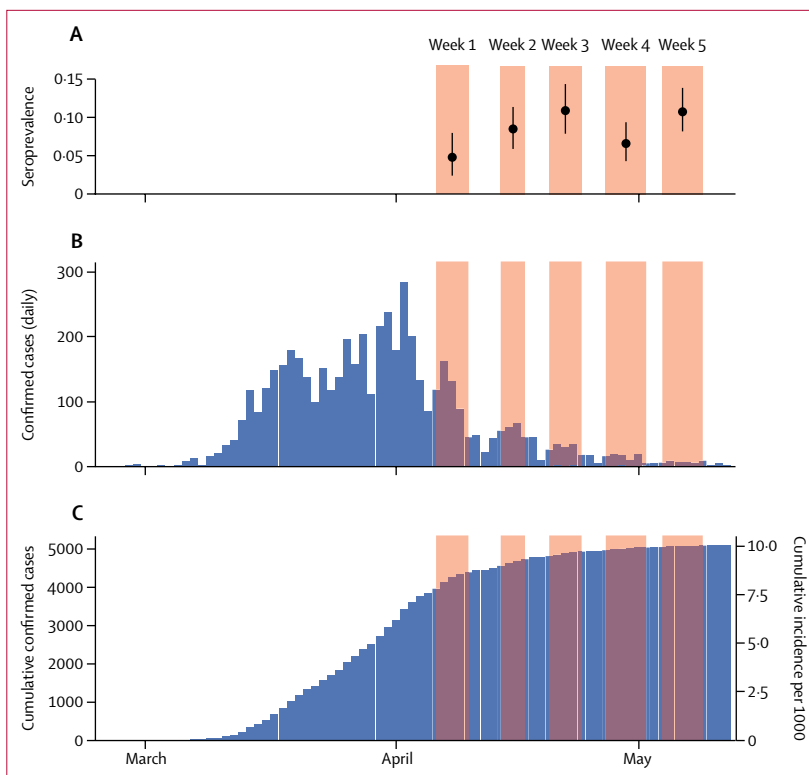 A
Week 1 Week 2 Week 3 Week 4 Week 5
Seroprevalence
0·15
0·10
0·05
0
B
Confirmed cases (daily)
300
200
100
0
C
Cumulative confirmed cases
5000
4000
3000
2000
1000
0
10·0
7·5
5·0
2·5
0
Cumulative incidence per 1000
March April May